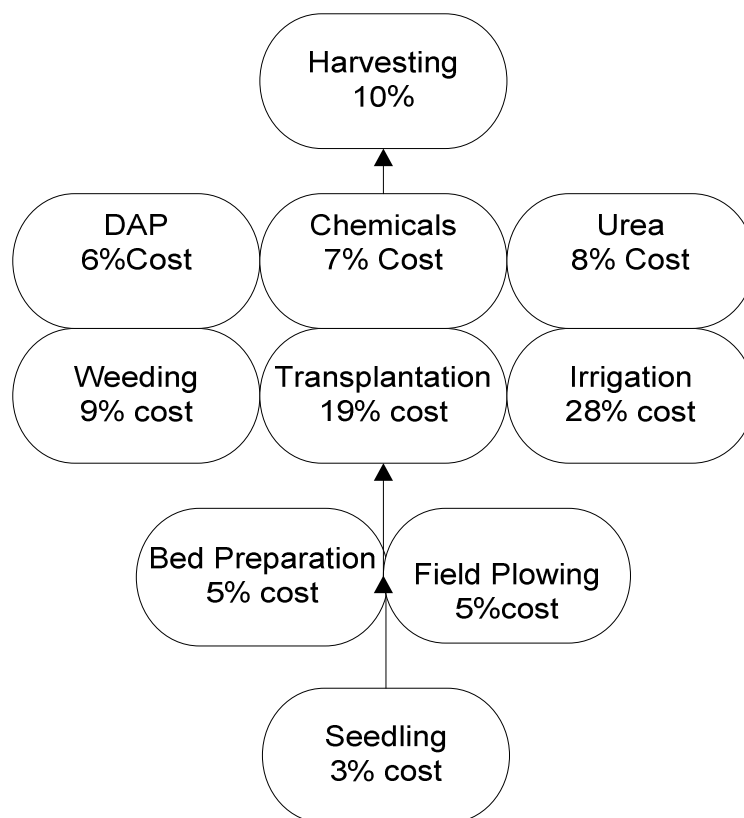 Harvesting
10%
DAP
6%Cost
Chemicals
7% Cost
Urea
8% Cost
Weeding
9% cost
Transplantation
19% cost
Irrigation
28% cost
Bed Preparation
5% cost
Field Plowing
5%cost
Seedling
3% cost